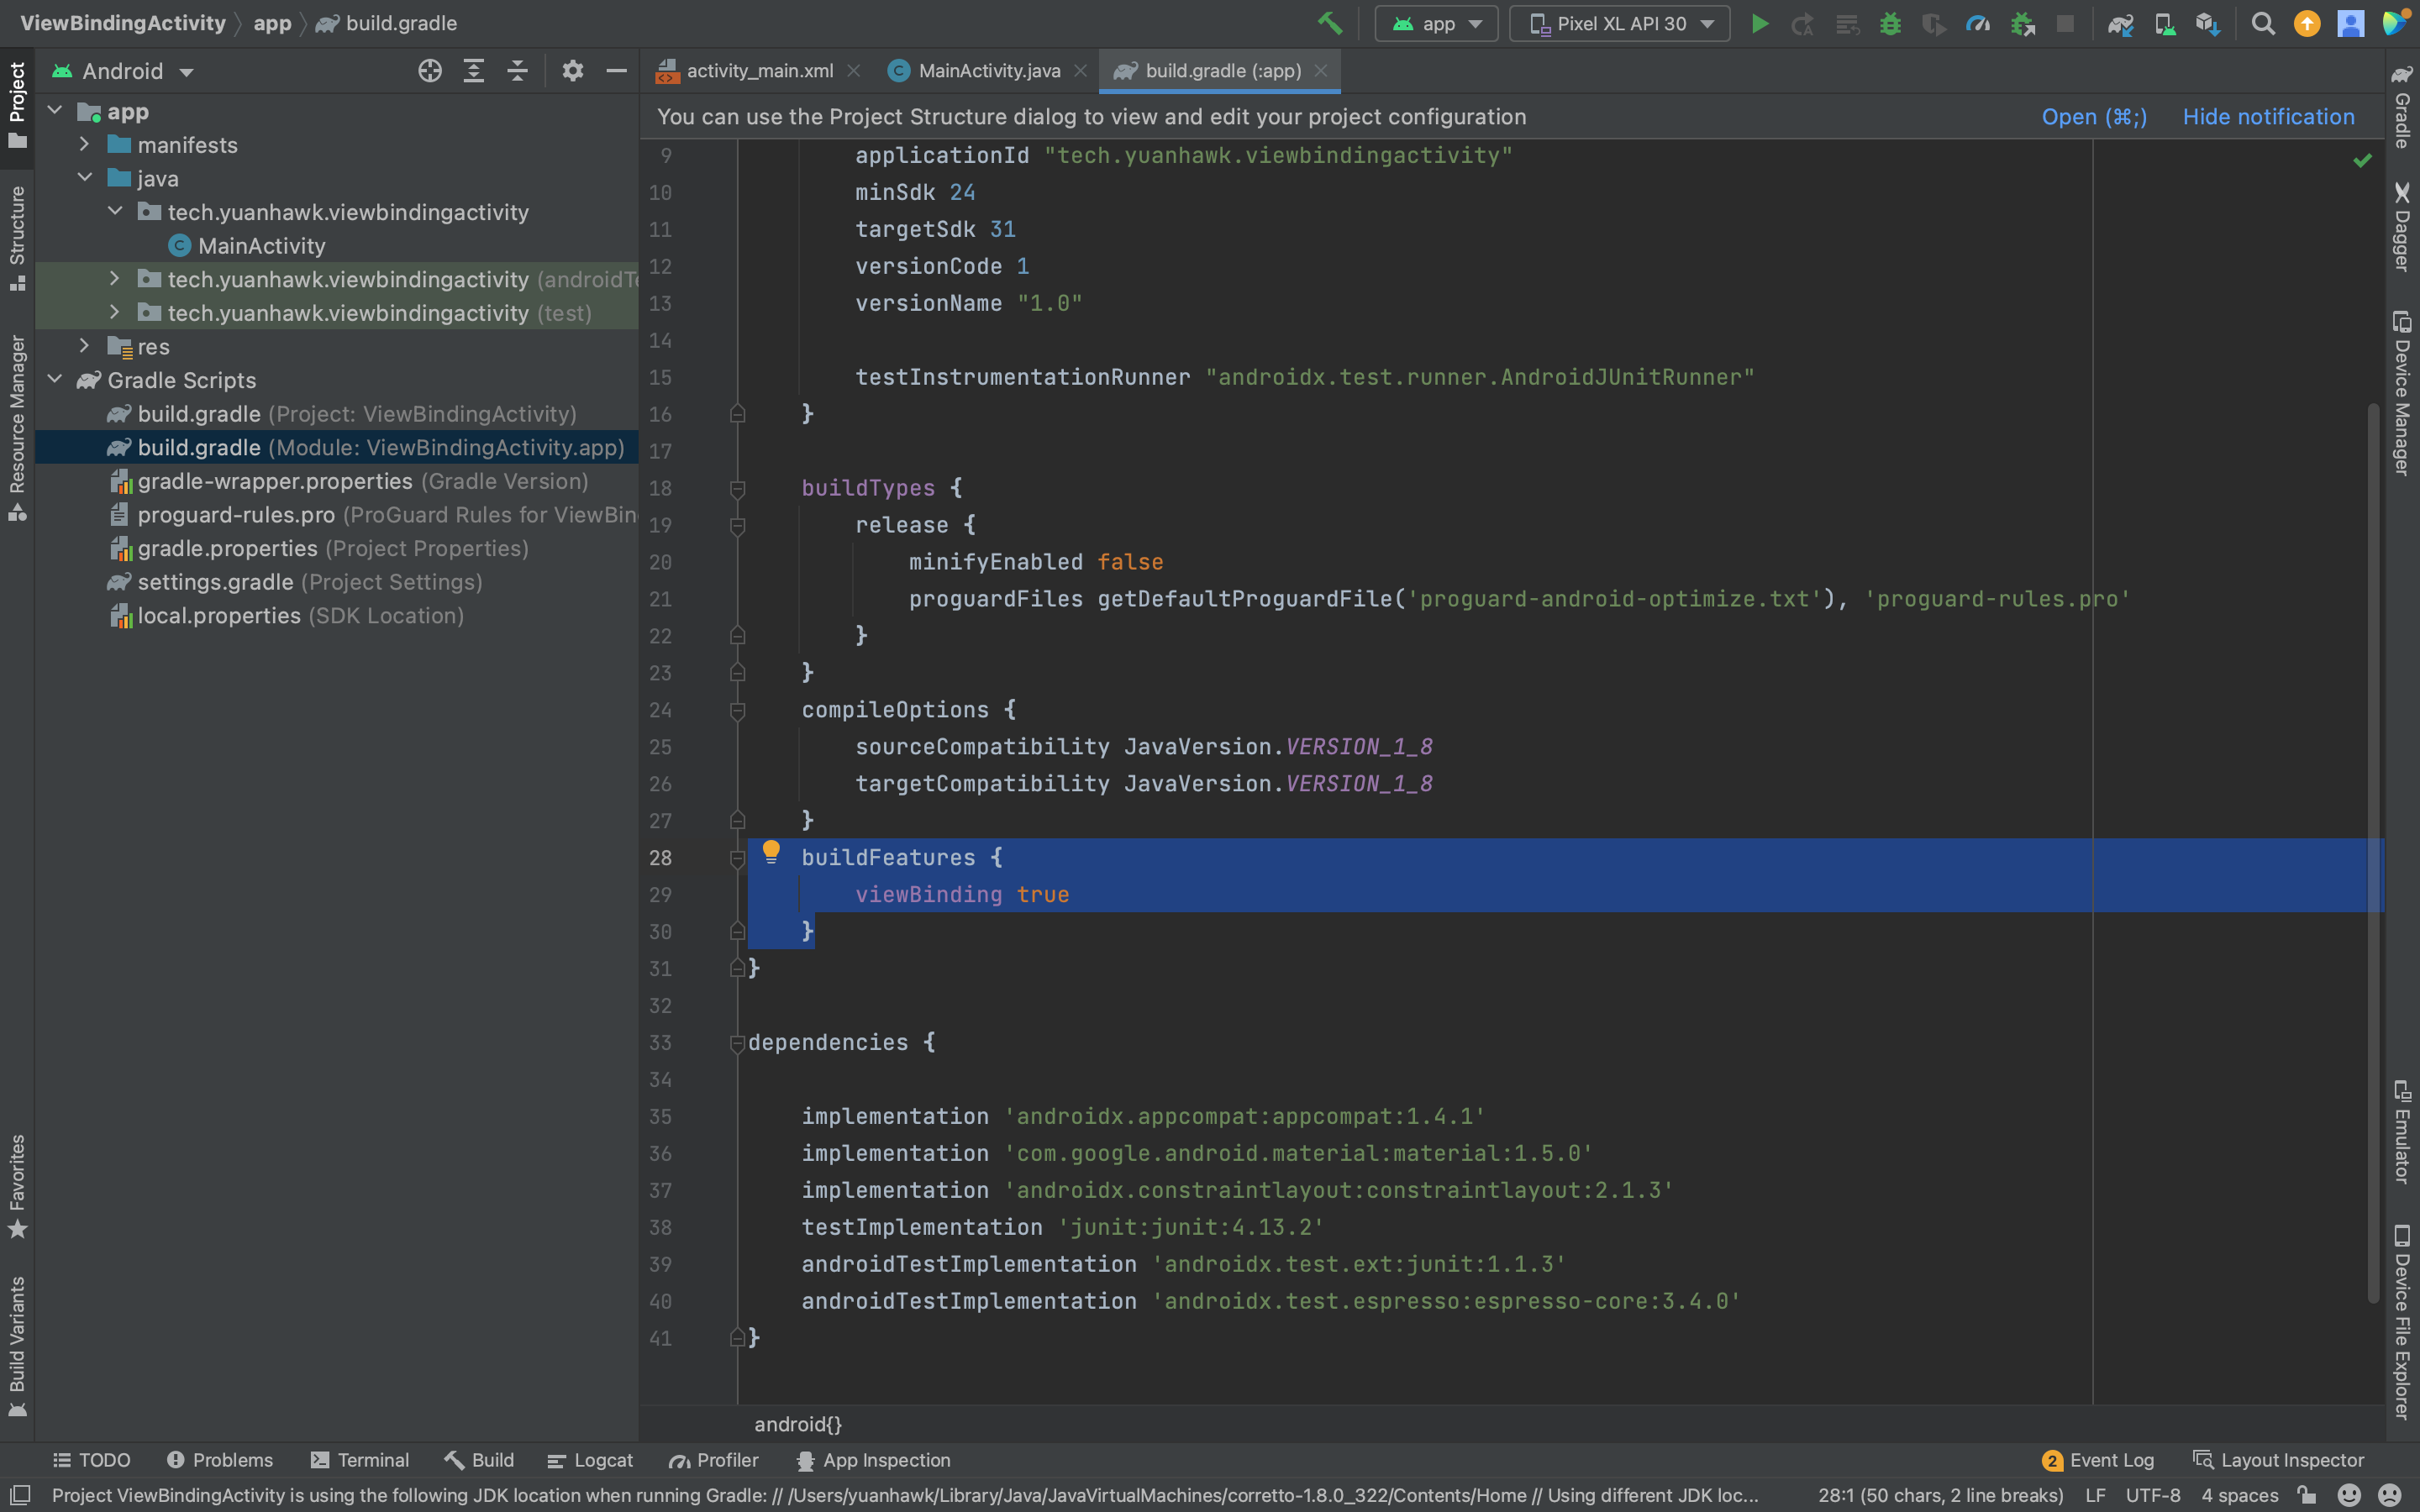 ViewBindingActivity app build.gradle
app
Pixel XL API 30
Project
Structure
Resource Manager
Favorites
Build Variants
Android
app
manifests
java
tech.yuanhawk.viewbindingactivity
MainActivity
tech.yuanhawk.viewbindingactivity (androidTe
tech.yuanhawk.viewbindingactivity (test)
res
Gradle Scripts
build.gradle (Project: ViewBindingActivity)
build.gradle (Module: ViewBindingActivity.app)
gradle-wrapper.properties (Gradle Version)
proguard-rules.pro (ProGuard Rules for ViewBin
gradle.properties (Project Properties)
settings.gradle (Project Settings)
local.properties (SDK Location)
activity_main.xml
MainActivity.java
build.gradle (:app)
You can use the Project Structure dialog to view and edit your project configuration
Open (⌘;) Hide notification
9 applicationId "tech.yuanhawk.viewbindingactivity"
10 minSdk 24
11 targetSdk 31
12 versionCode 1
13 versionName "1.0"
14
15 testInstrumentationRunner "androidx.test.runner.AndroidJUnitRunner"
16 }
17
18 buildTypes {
19 release {
20 minifyEnabled false
21 proguardFiles getDefaultProguardFile('proguard-android-optimize.txt'), 'proguard-rules.pro'
22 }
23 }
24 compileOptions {
25 sourceCompatibility JavaVersion.VERSION_1_8
26 targetCompatibility JavaVersion.VERSION_1_8
27 }
28 buildFeatures {
29 viewBinding true
30 }
31 }
32
33 dependencies {
34
35 implementation 'androidx.appcompat:appcompat:1.4.1'
36 implementation 'com.google.android.material:material:1.5.0'
37 implementation 'androidx.constraintlayout:constraintlayout:2.1.3'
38 testImplementation 'junit:junit:4.13.2'
39 androidTestImplementation 'androidx.test.ext:junit:1.1.3'
40 androidTestImplementation 'androidx.test.espresso:espresso-core:3.4.0'
41 }
android{}
Gradle
Dagger
Device Manager
Emulator
Device File Explorer
TODO Problems Terminal Build Logcat Profiler App Inspection
2 Event Log Layout Inspector
Project ViewBindingActivity is using the following JDK location when running Gradle: // /Users/yuanhawk/Library/Java/JavaVirtualMachines/corretto-1.8.0_322/Contents/Home // Using different JDK loc...
28:1 (50 chars, 2 line breaks) LF UTF-8 4 spaces